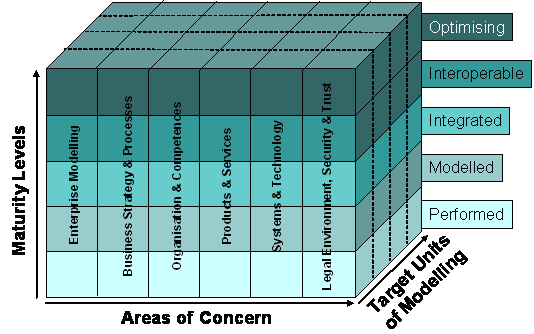 Optimising
Interoperable
Integrated
Modelled
Performed
Maturity Levels
Enterprise Modelling
Business Strategy & Processes
Organisation & Competences
Products & Services
Systems & Technology
Legal Environment, Security & Trust
Areas of Concern
Target Units
of Modelling